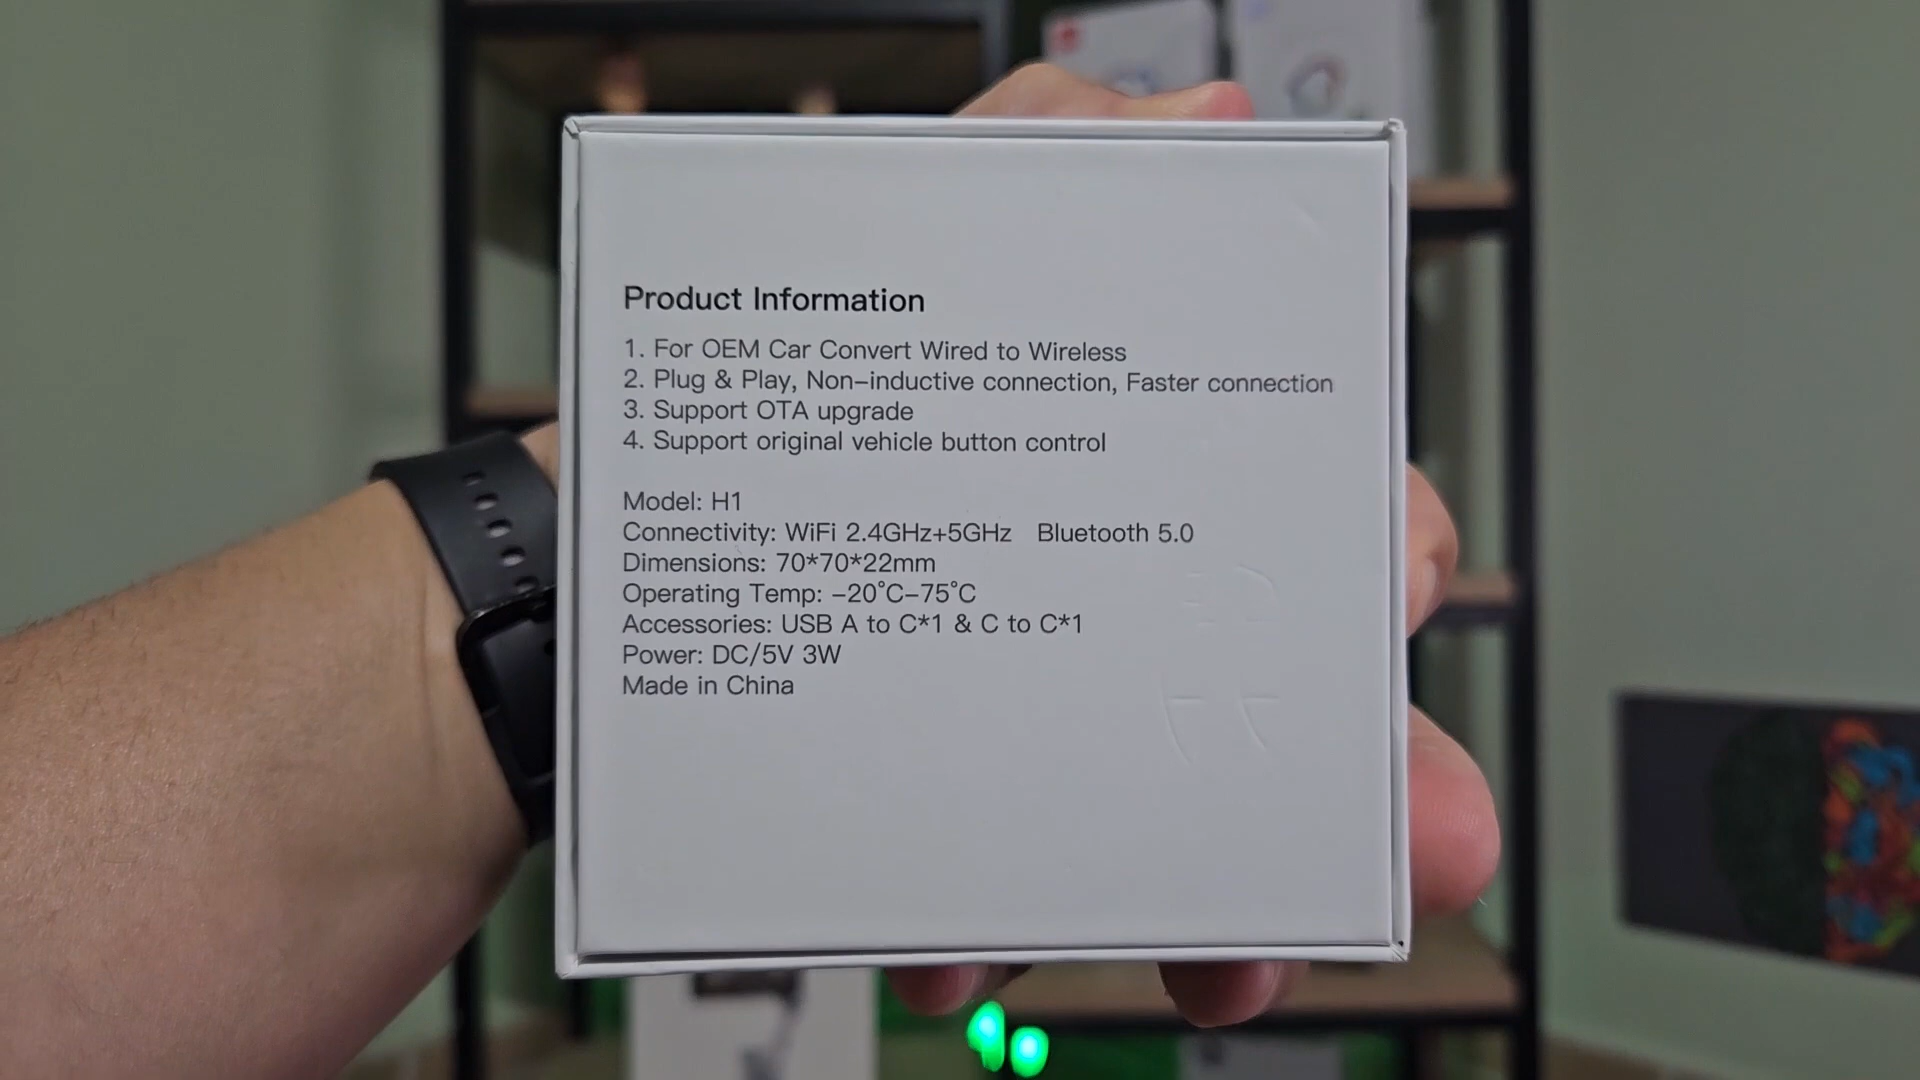 Product Information
1. For OEM Car Convert Wired to Wireless
2. Plug & Play, Non-inductive connection, Faster connection
3. Support OTA upgrade
4. Support original vehicle button control
Model: H1
Connectivity: WiFi 2.4GHz+5GHz Bluetooth 5.0
Dimensions: 70*70*22mm
Operating Temp: -20°C-75°C
Accessories: USB A to C*1 & C to C*1
Power: DC/5V 3W
Made in China